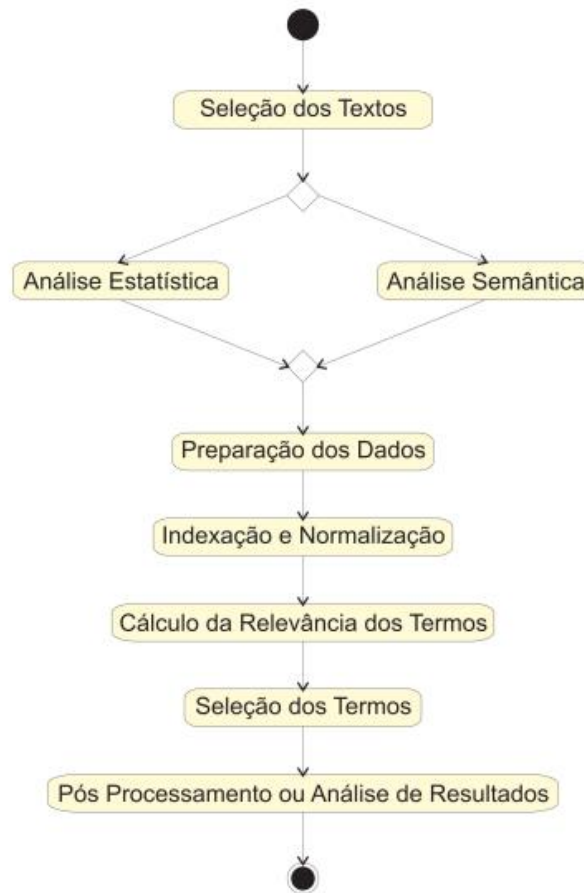 Seleção dos Textos
Análise Estatística
Análise Semântica
Preparação dos Dados
Indexação e Normalização
Cálculo da Relevância dos Termos
Seleção dos Termos
Pós Processamento ou Análise de Resultados